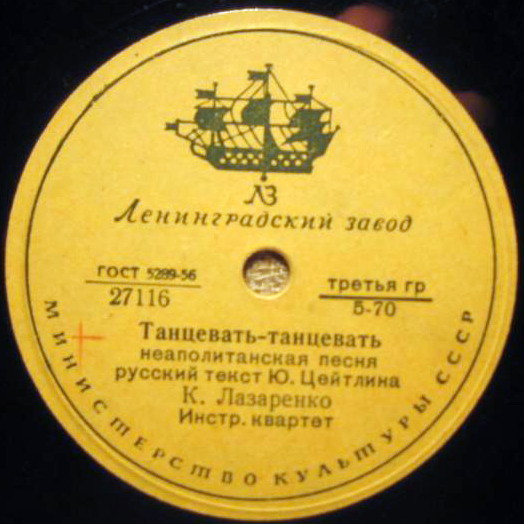 ЛЗ
Ленинградский завод
ГОСТ 5289-56
27116
третья гр
5-70
Танцевать-танцевать
неаполитанская песня
русский текст Ю. Цейтлина
К. Лазаренко
Инстр. квартет
МИНИСТЕРСТВО КУЛЬТУРЫ СССР